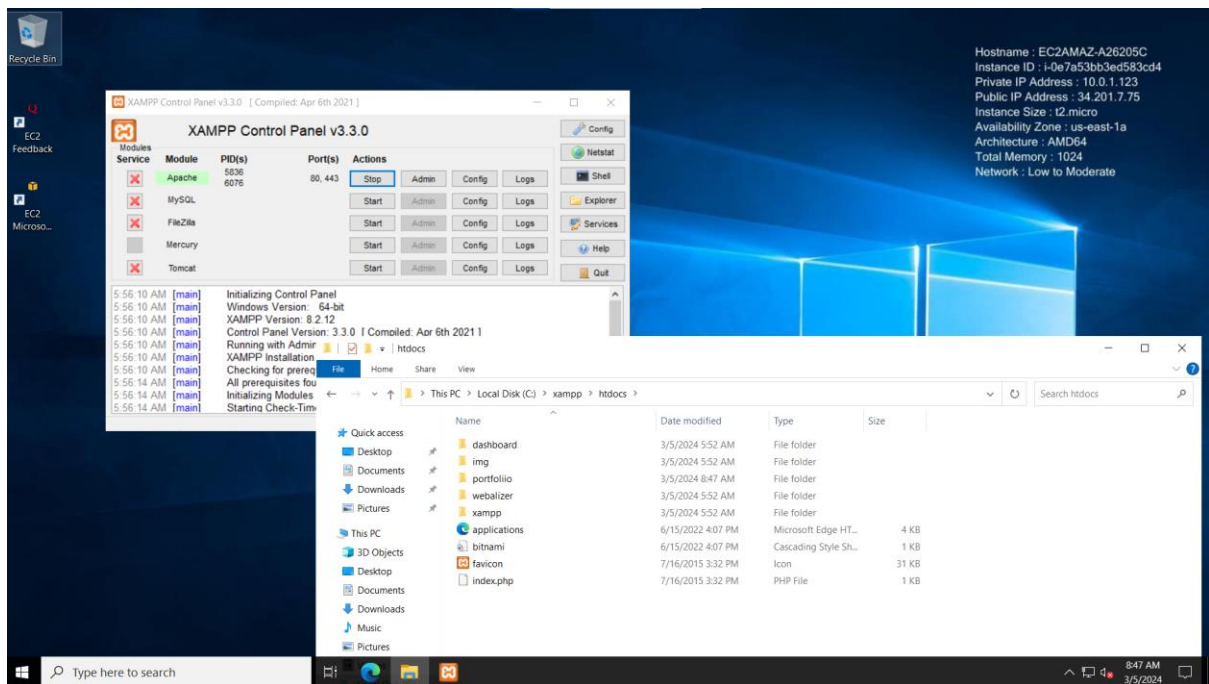 Recycle Bin
EC2
Feedback
EC2
Microso...
Hostname : EC2AMAZ-A26205C
Instance ID : i-0e7a53bb3ed583cd4
Private IP Address : 10.0.1.123
Public IP Address : 34.201.7.75
Instance Size : t2.micro
Availability Zone : us-east-1a
Architecture : AMD64
Total Memory : 1024
Network : Low to Moderate
XAMPP Control Panel v3.3.0 [ Compiled: Apr 6th 2021 ]
XAMPP Control Panel v3.3.0
Config
Modules
Service Module PID(s) Port(s) Actions
Netstat
Apache 5836 6076 80, 443 Stop Admin Config Logs
Shell
MySQL Start Admin Config Logs
Explorer
FileZilla Start Admin Config Logs
Services
Mercury Start Admin Config Logs
Help
Tomcat Start Admin Config Logs
Quit
5:56:10 AM [main] Initializing Control Panel
5:56:10 AM [main] Windows Version: 64-bit
5:56:10 AM [main] XAMPP Version: 8.2.12
5:56:10 AM [main] Control Panel Version: 3.3.0 [ Compiled: Apr 6th 2021 ]
5:56:10 AM [main] Running with Admin
5:56:10 AM [main] XAMPP Installation
5:56:10 AM [main] Checking for prereq
5:56:14 AM [main] All prerequisites fou
5:56:14 AM [main] Initializing Modules
5:56:14 AM [main] Starting Check-Time
htdocs
File Home Share View
This PC > Local Disk (C:) > xampp > htdocs >
Search htdocs
Name Date modified Type Size
Quick access
Desktop
Documents
Downloads
Pictures
This PC
3D Objects
Desktop
Documents
Downloads
Music
Pictures
dashboard 3/5/2024 5:52 AM File folder
img 3/5/2024 5:52 AM File folder
portfoliio 3/5/2024 8:47 AM File folder
webalizer 3/5/2024 5:52 AM File folder
xampp 3/5/2024 5:52 AM File folder
applications 6/15/2022 4:07 PM Microsoft Edge HT... 4 KB
bitnami 6/15/2022 4:07 PM Cascading Style Sh... 1 KB
favicon 7/16/2015 3:32 PM Icon 31 KB
index.php 7/16/2015 3:32 PM PHP File 1 KB
Type here to search
8:47 AM
3/5/2024